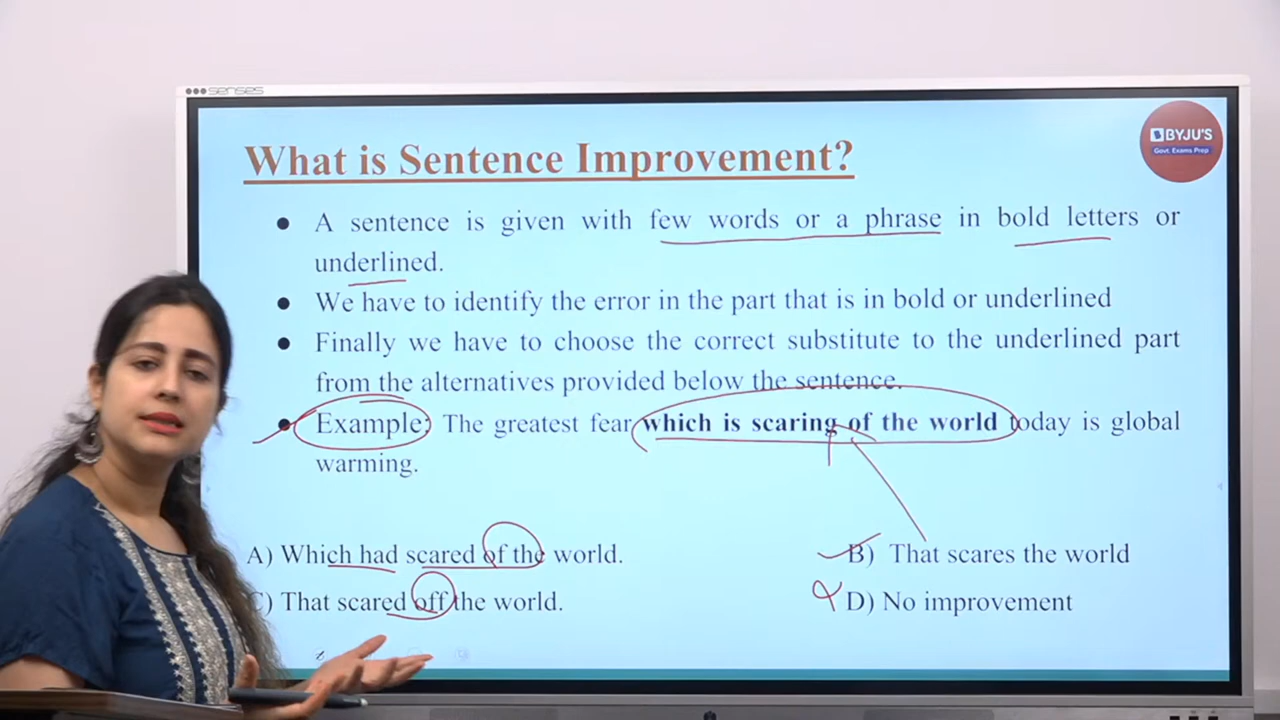 senses
BYJU'S
Govt. Exams Prep
What is Sentence Improvement?
● A sentence is given with few words or a phrase in bold letters or
underlined.
● We have to identify the error in the part that is in bold or underlined
● Finally we have to choose the correct substitute to the underlined part
from the alternatives provided below the sentence.
● Example: The greatest fear which is scaring of the world today is global
warming.
A) Which had scared of the world.
B) That scares the world
C) That scared off the world.
D) No improvement